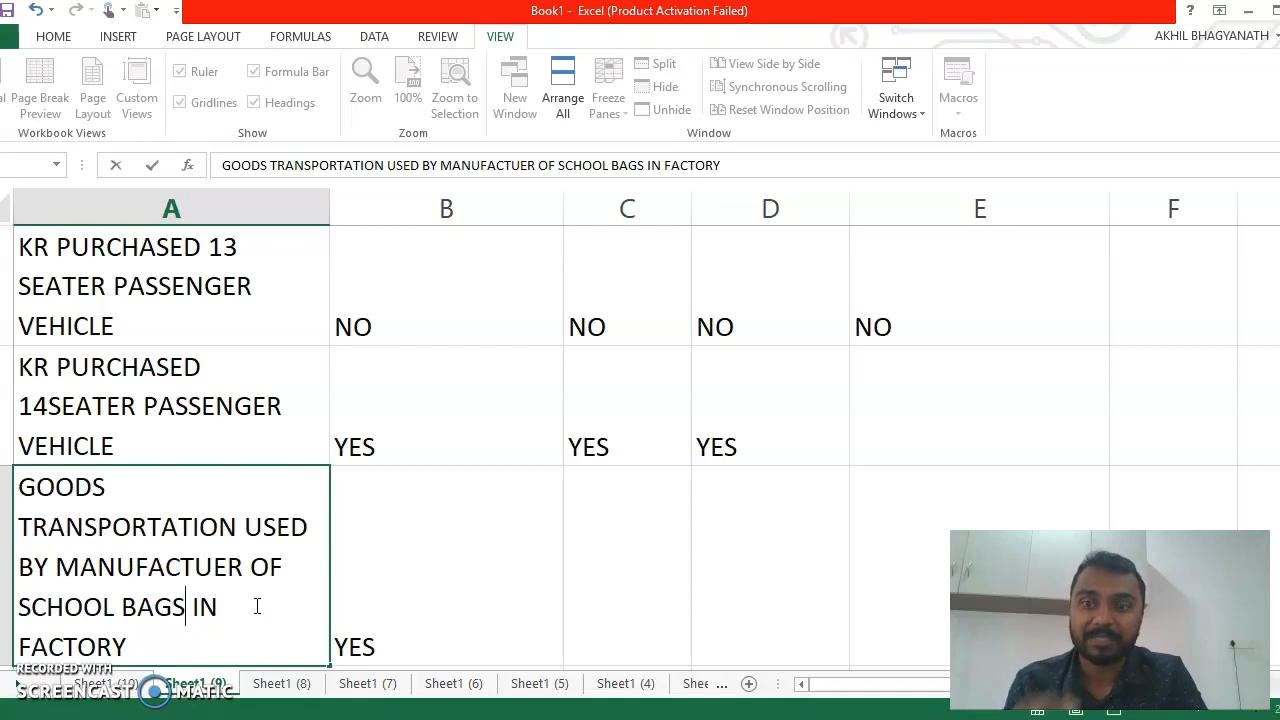 Book1 - Excel (Product Activation Failed)
?
HOME INSERT PAGE LAYOUT FORMULAS DATA REVIEW VIEW AKHIL BHAGYANATH
Page Break Preview
Page Layout
Custom Views
Ruler
Formula Bar
Gridlines
Headings
Zoom
100%
Zoom to Selection
New Window
Arrange All
Freeze Panes
Split
Hide
Unhide
View Side by Side
Synchronous Scrolling
Reset Window Position
Switch Windows
Macros
Workbook Views Show Zoom Window Macros
fx GOODS TRANSPORTATION USED BY MANUFACTUER OF SCHOOL BAGS IN FACTORY
A B C D E F
KR PURCHASED 13
SEATER PASSENGER
VEHICLE NO NO NO NO
KR PURCHASED
14SEATER PASSENGER
VEHICLE YES YES YES
GOODS
TRANSPORTATION USED
BY MANUFACTUER OF
SCHOOL BAGS IN
FACTORY YES
Sheet1 (10) Sheet1 (9) Sheet1 (8) Sheet1 (7) Sheet1 (6) Sheet1 (5) Sheet1 (4) Shee ...
RECORDED WITH
SCREENCAST MATIC